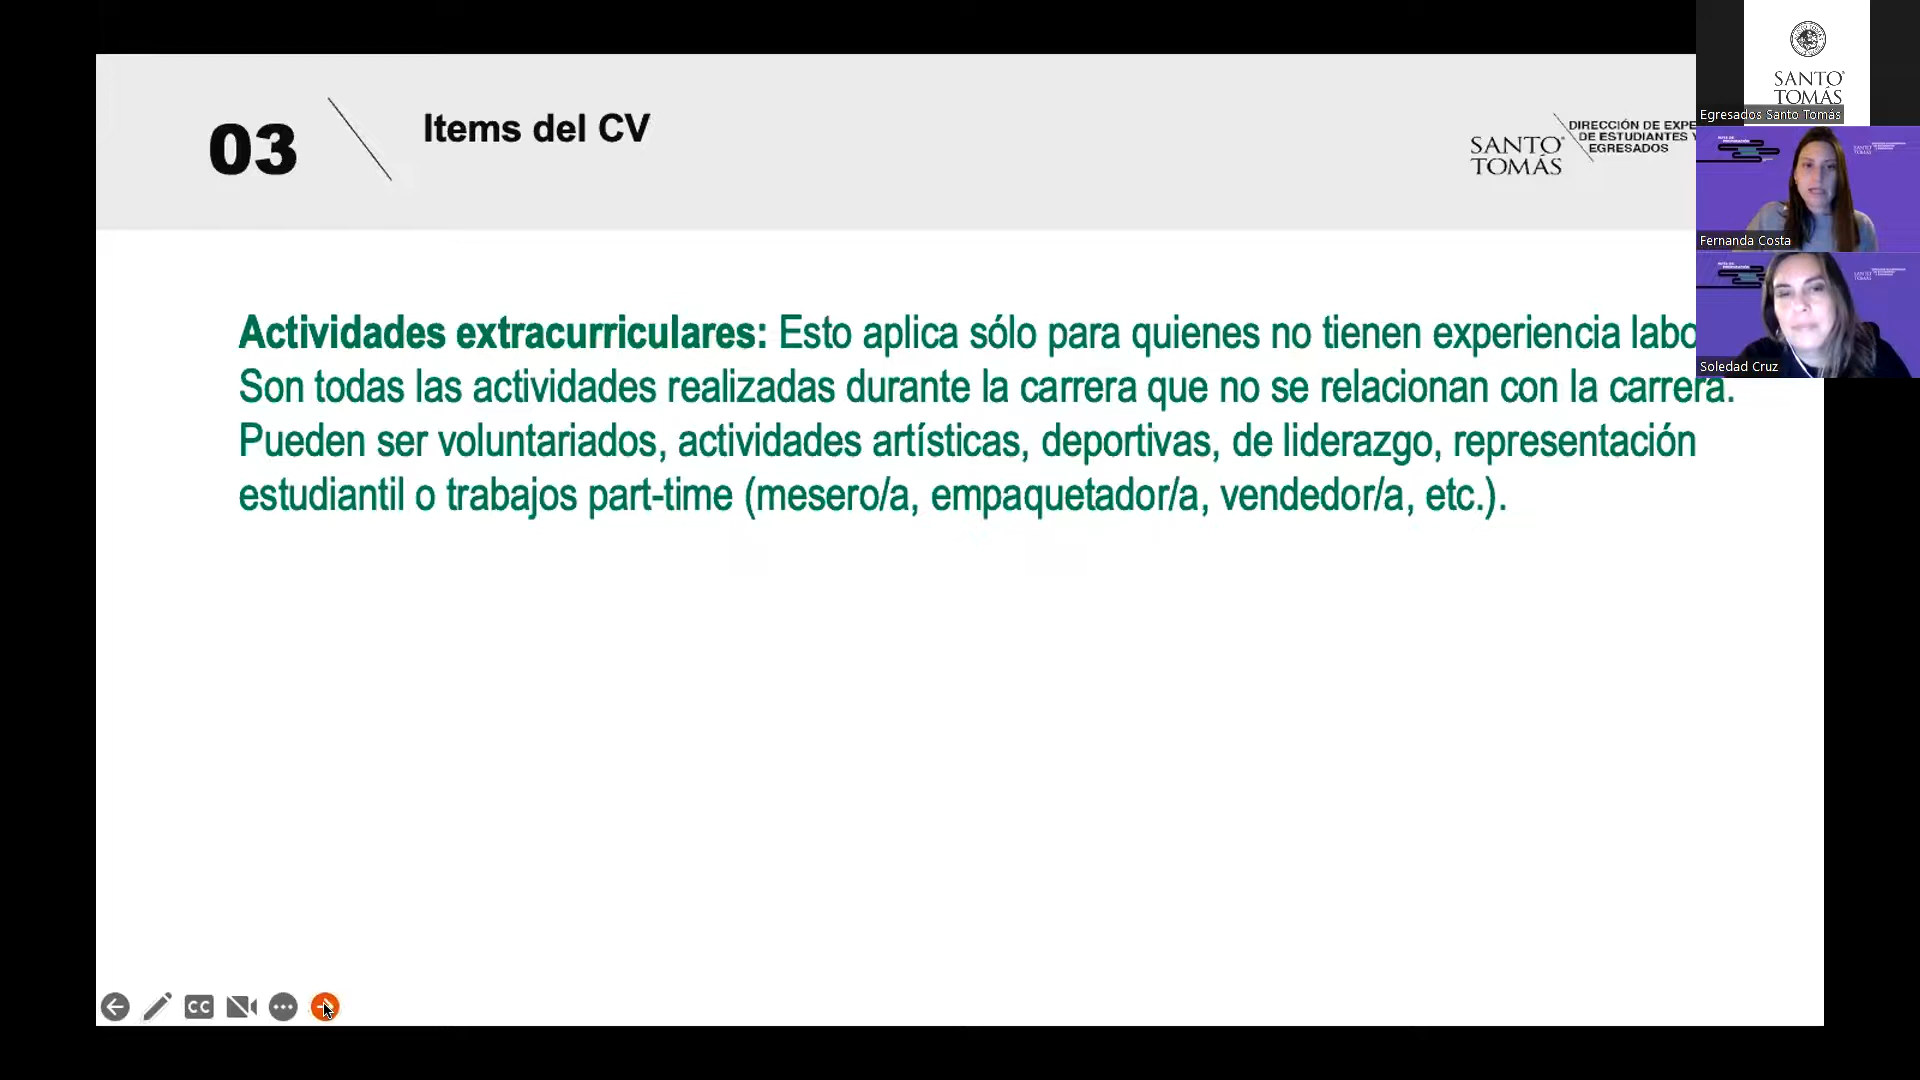 03
Items del CV
SANTO
TOMÁS
DIRECCIÓN DE EXPE
DE ESTUDIANTES Y
EGRESADOS
SANTO
TOMÁS
Egresados Santo Tomás
Fernanda Costa
Soledad Cruz
Actividades extracurriculares: Esto aplica sólo para quienes no tienen experiencia labo
Son todas las actividades realizadas durante la carrera que no se relacionan con la carrera.
Pueden ser voluntariados, actividades artísticas, deportivas, de liderazgo, representación
estudiantil o trabajos part-time (mesero/a, empaquetador/a, vendedor/a, etc.).
CC